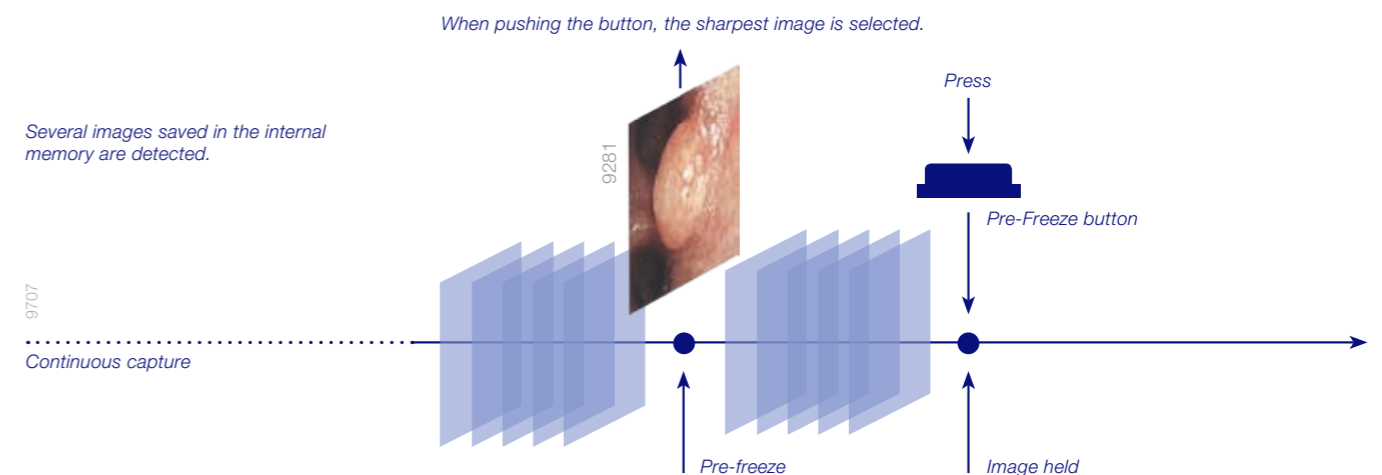 When pushing the button, the sharpest image is selected.
Press
Several images saved in the internal
memory are detected.
9281
Pre-Freeze button
9707
Continuous capture
Pre-freeze
Image held